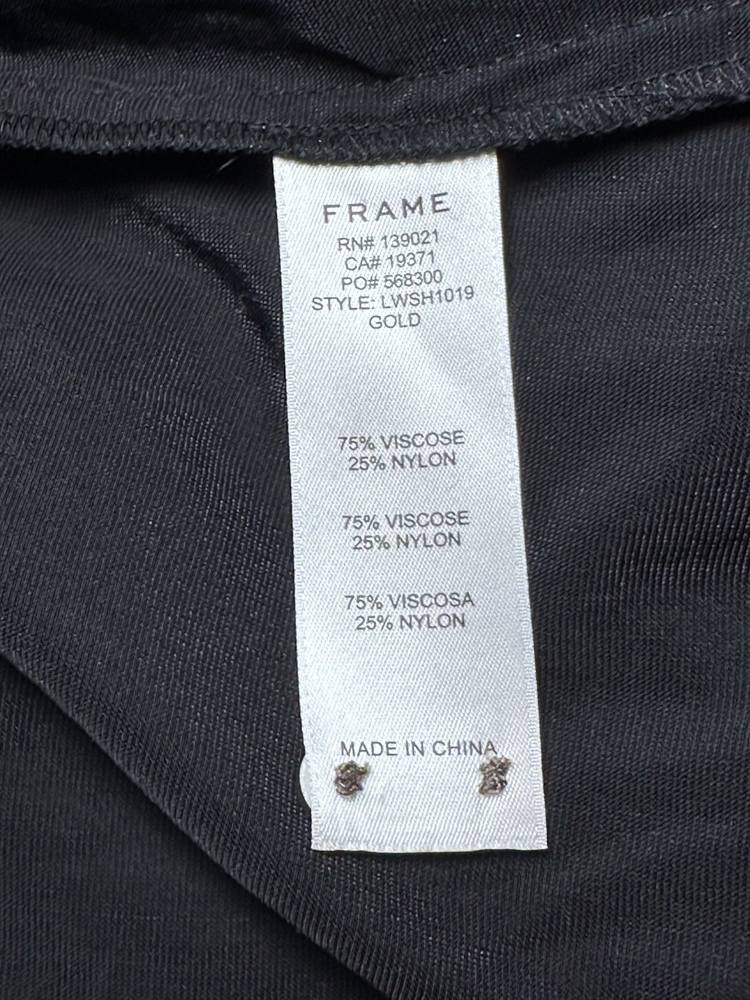 FRAME
RN# 139021
CA# 19371
PO# 568300
STYLE: LWSH1019
GOLD
75% VISCOSE
25% NYLON
75% VISCOSE
25% NYLON
75% VISCOSA
25% NYLON
MADE IN CHINA